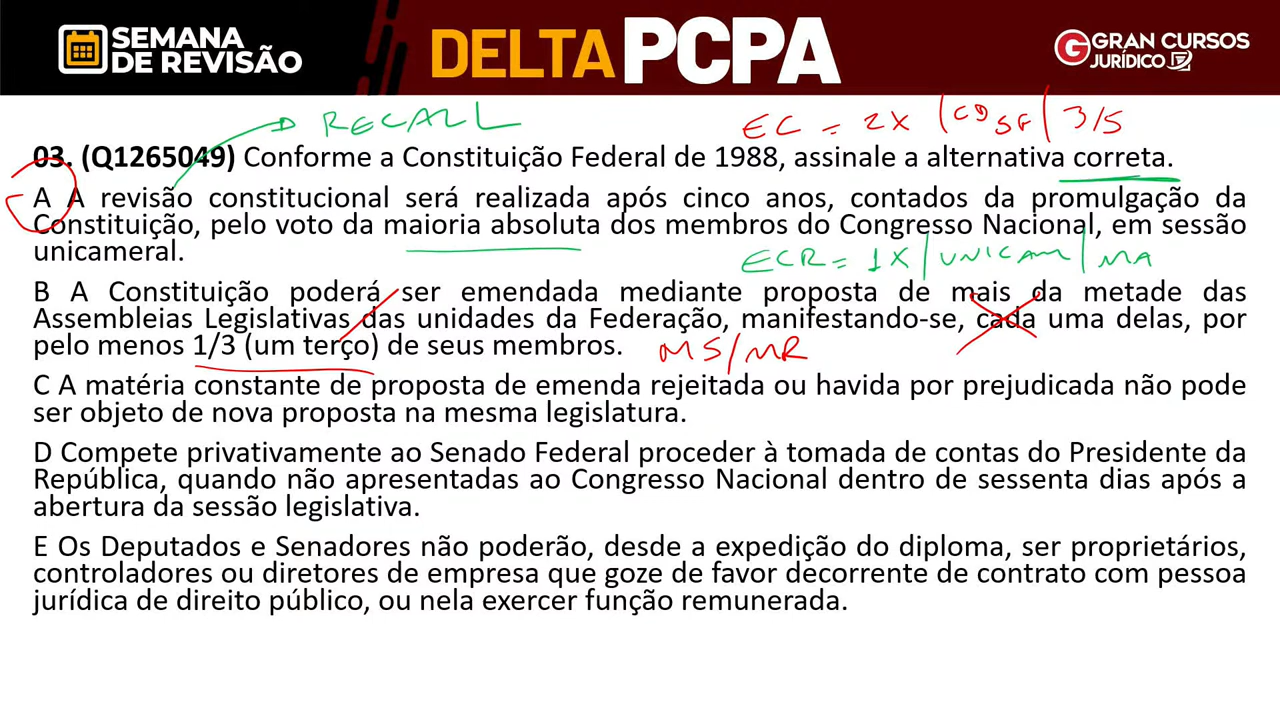 SEMANA
DE REVISÃO
DELTA PCPA
GRAN CURSOS
JURÍDICO
RECALL
EC = 2X | CD SF | 3/5
03. (Q1265049) Conforme a Constituição Federal de 1988, assinale a alternativa correta.
A A revisão constitucional será realizada após cinco anos, contados da promulgação da
Constituição, pelo voto da maioria absoluta dos membros do Congresso Nacional, em sessão
unicameral.
ECR = 1X / UNICAM / MA
B A Constituição poderá ser emendada mediante proposta de mais da metade das
Assembleias Legislativas das unidades da Federação, manifestando-se, cada uma delas, por
pelo menos 1/3 (um terço) de seus membros.
MS/MR
C A matéria constante de proposta de emenda rejeitada ou havida por prejudicada não pode
ser objeto de nova proposta na mesma legislatura.
D Compete privativamente ao Senado Federal proceder à tomada de contas do Presidente da
República, quando não apresentadas ao Congresso Nacional dentro de sessenta dias após a
abertura da sessão legislativa.
E Os Deputados e Senadores não poderão, desde a expedição do diploma, ser proprietários,
controladores ou diretores de empresa que goze de favor decorrente de contrato com pessoa
jurídica de direito público, ou nela exercer função remunerada.